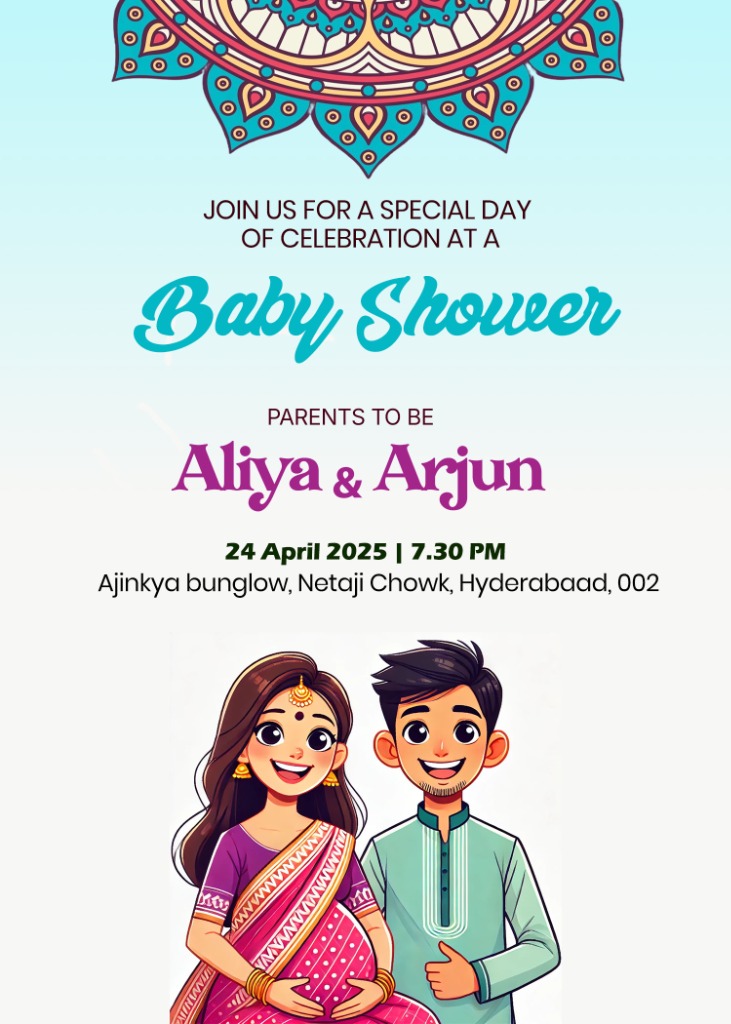 JOIN US FOR A SPECIAL DAY
OF CELEBRATION AT A
Baby Shower
PARENTS TO BE
Aliya & Arjun
24 April 2025 | 7.30 PM
Ajinkya bunglow, Netaji Chowk, Hyderabaad, 002